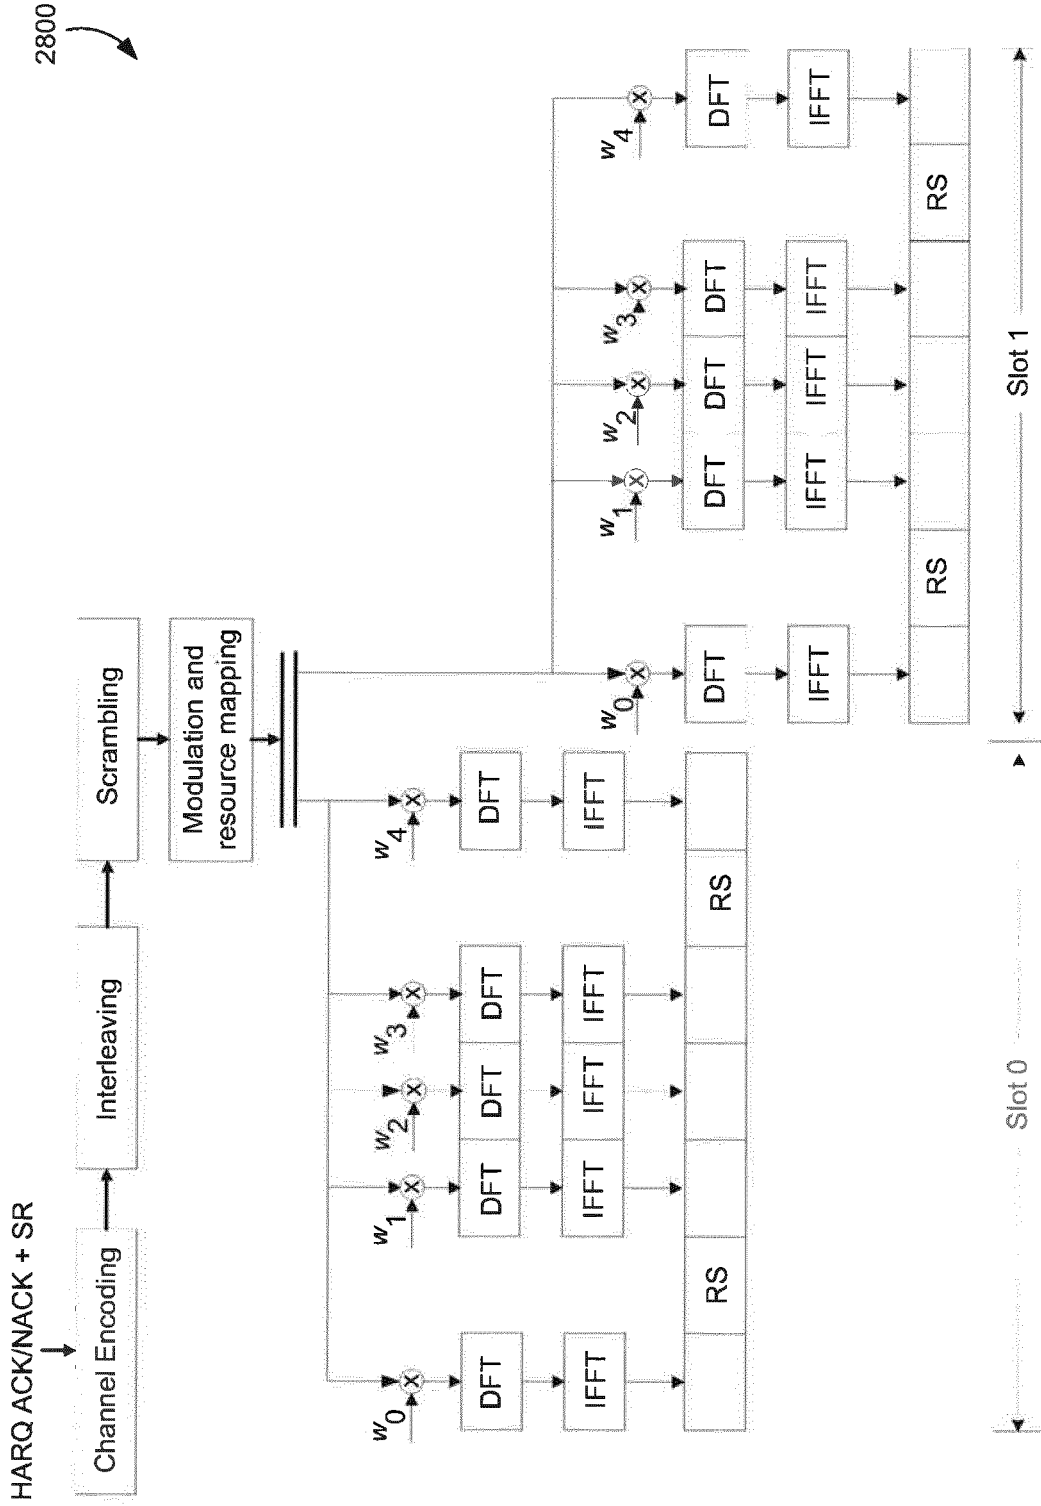 2800
HARQ ACK/NACK + SR
Channel Encoding
Interleaving
Scrambling
Modulation and
resource mapping
w0
w1
w2
w3
w4
DFT
DFT
DFT
DFT
DFT
IFFT
IFFT
IFFT
IFFT
IFFT
RS
RS
w0
w1
w2
w3
w4
DFT
DFT
DFT
DFT
DFT
IFFT
IFFT
IFFT
IFFT
IFFT
RS
RS
Slot 0
Slot 1